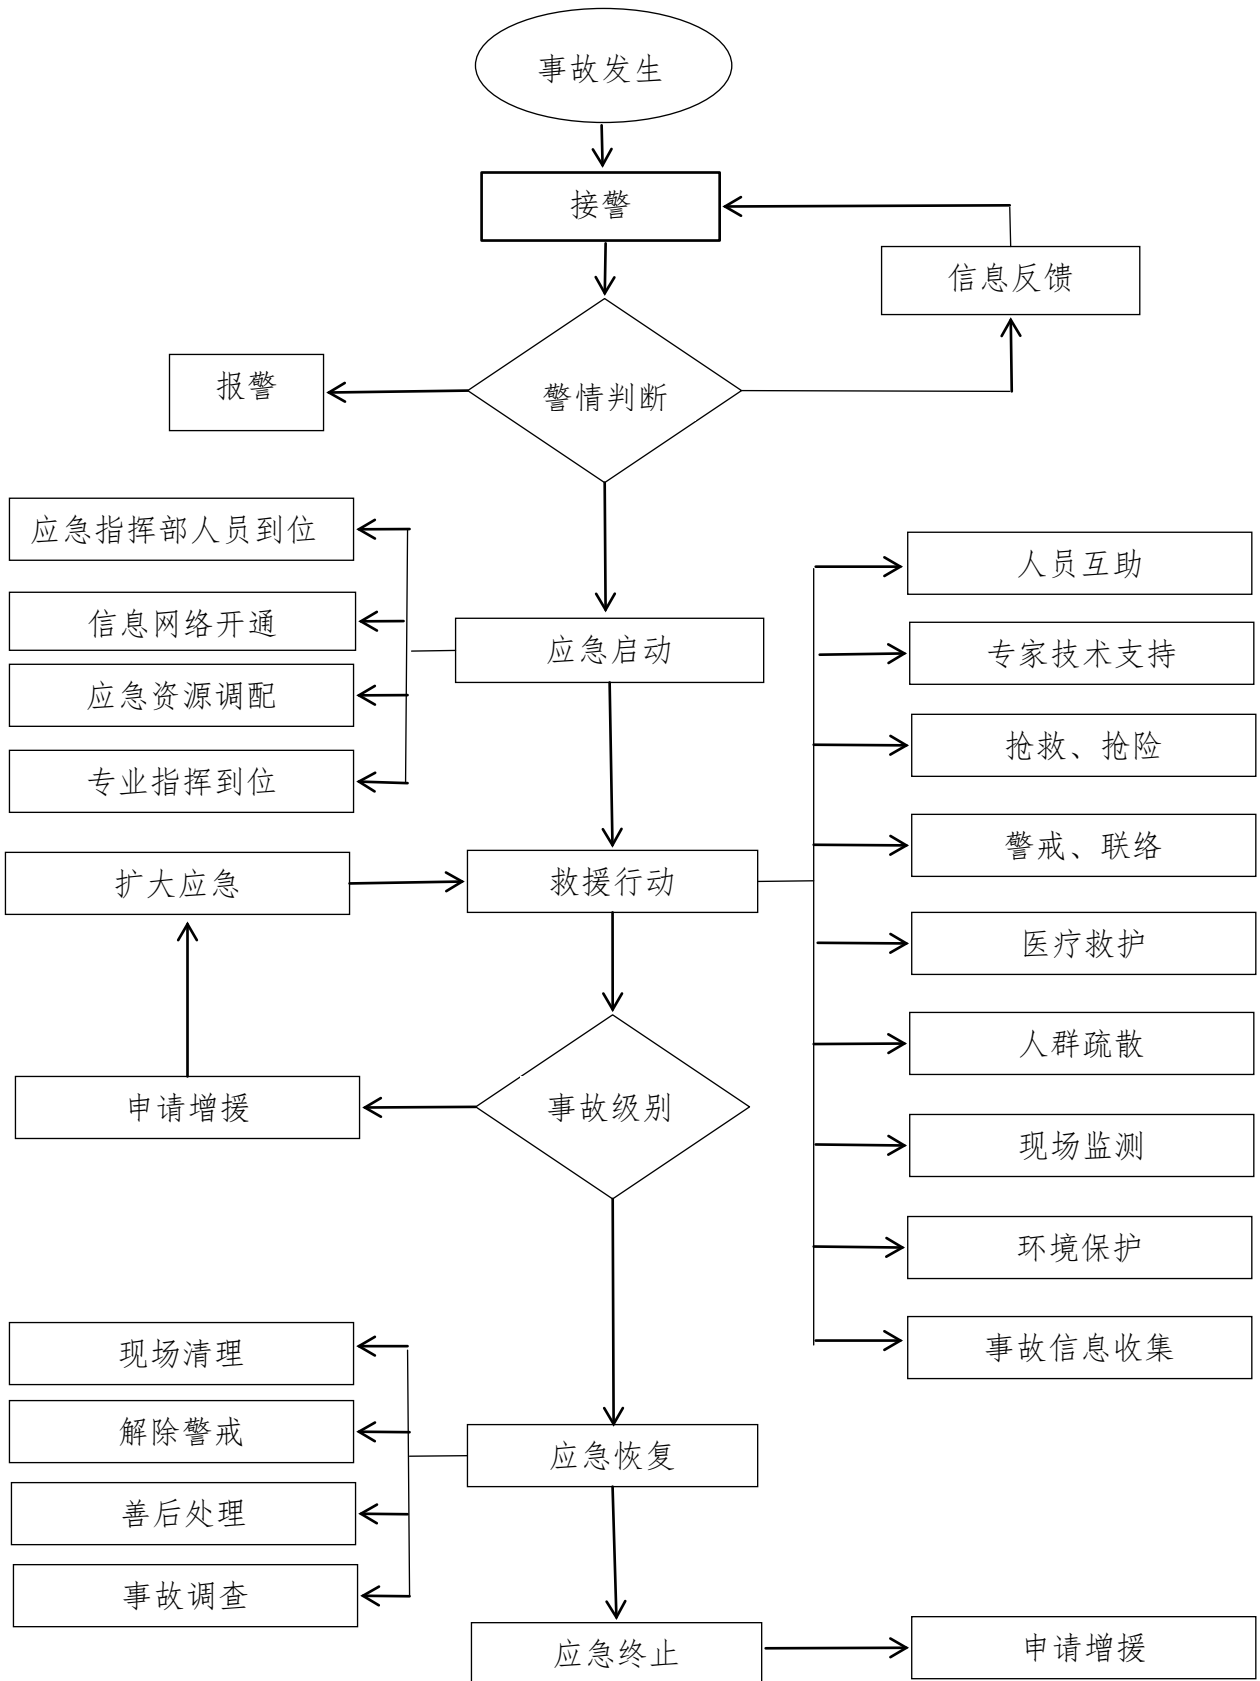 事故发生
接警
信息反馈
报警
警情判断
应急指挥部人员到位
人员互助
信息网络开通
应急启动
专家技术支持
应急资源调配
抢救、抢险
专业指挥到位
警戒、联络
扩大应急
救援行动
医疗救护
人群疏散
申请增援
事故级别
现场监测
环境保护
现场清理
事故信息收集
解除警戒
应急恢复
善后处理
事故调查
应急终止
申请增援